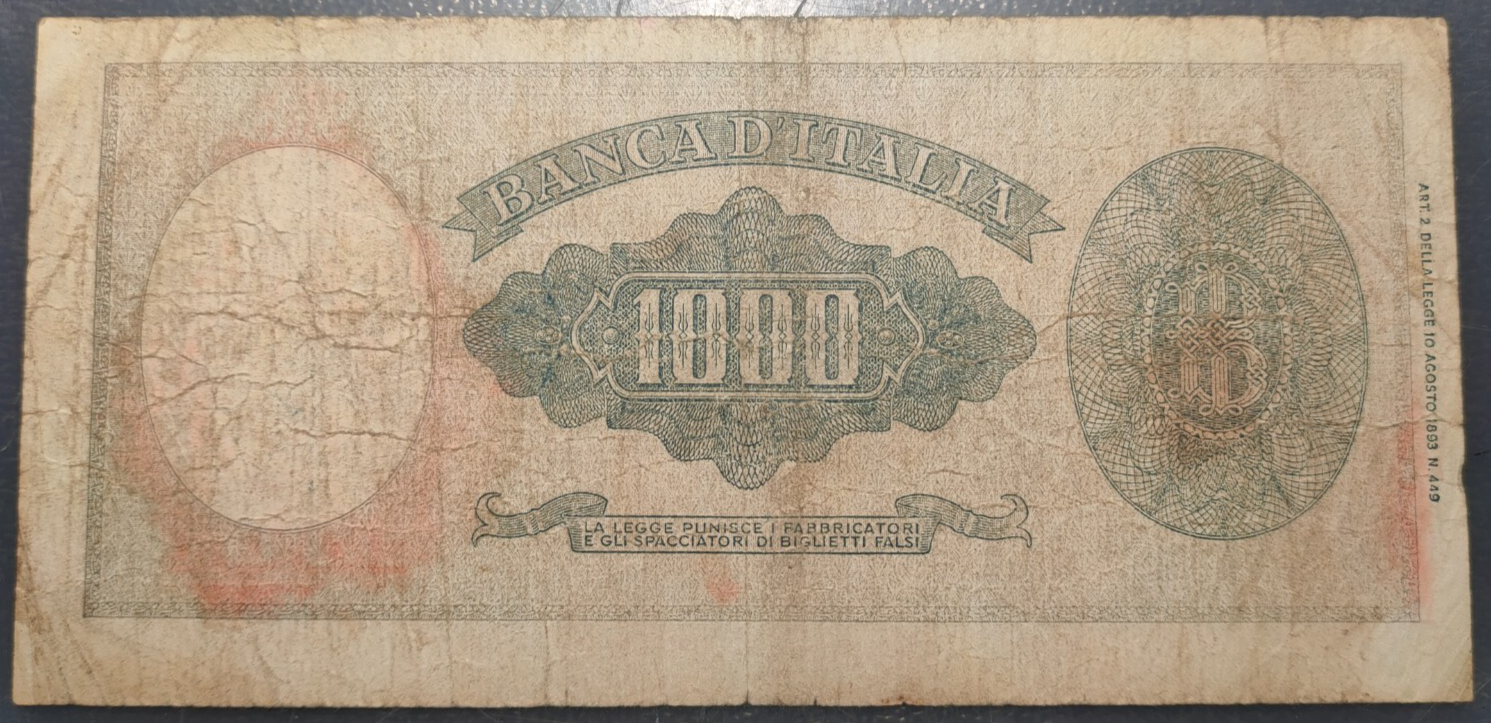 BANCA D'ITALIA
1000
LA LEGGE PUNISCE I FABBRICATORI
E GLI SPACCIATORI DI BIGLIETTI FALSI
ART. 2 DELLA LEGGE 10 AGOSTO 1893 N. 449